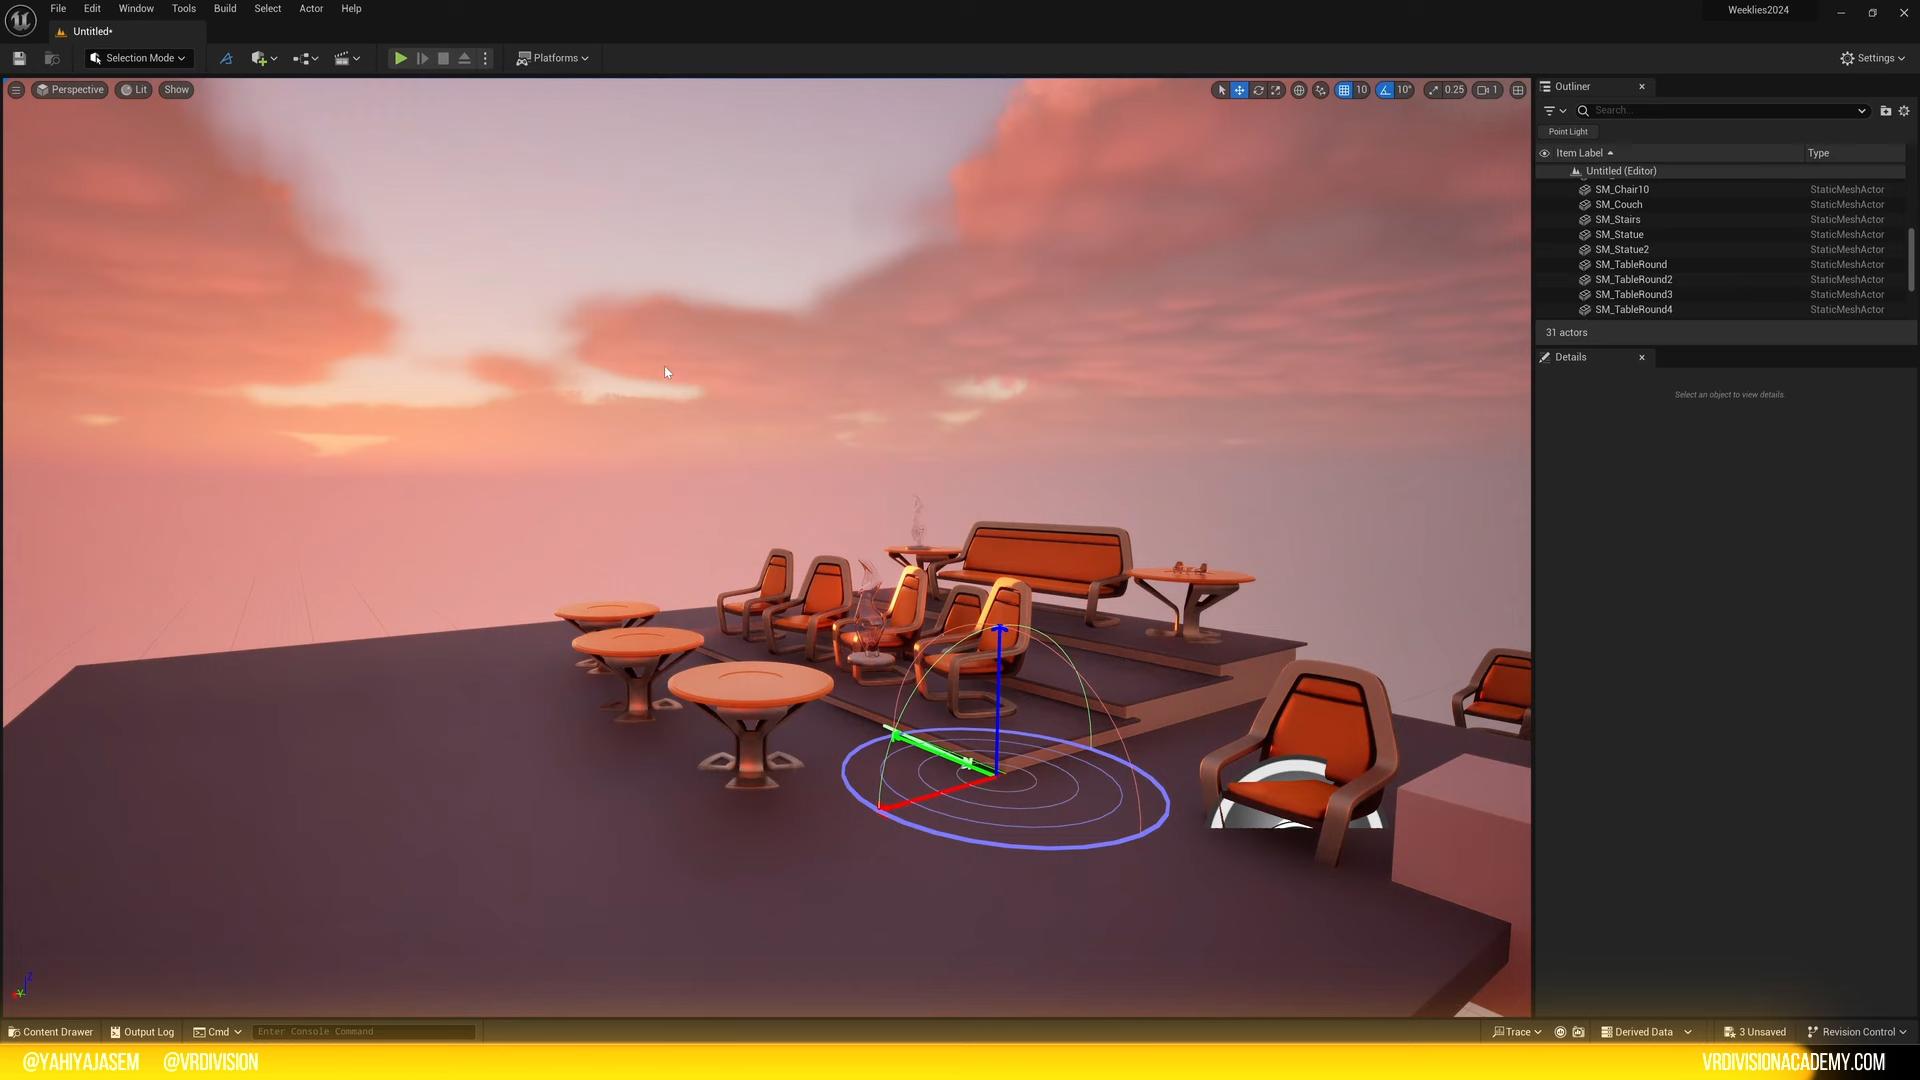 File Edit Window Tools Build Select Actor Help
Weeklies2024
Untitled*
Selection Mode
Platforms
Settings
Perspective Lit Show
10 10° 0.25 1
Outliner
Search...
Point Light
Item Label Type
Untitled (Editor)
SM_Chair10 StaticMeshActor
SM_Couch StaticMeshActor
SM_Stairs StaticMeshActor
SM_Statue StaticMeshActor
SM_Statue2 StaticMeshActor
SM_TableRound StaticMeshActor
SM_TableRound2 StaticMeshActor
SM_TableRound3 StaticMeshActor
SM_TableRound4 StaticMeshActor
31 actors
Details
Select an object to view details.
Z
Y
Content Drawer Output Log Cmd Enter Console Command Trace Derived Data 3 Unsaved Revision Control
@YAHIYAJASEM @VRDIVISION VRDIVISIONACADEMY.COM